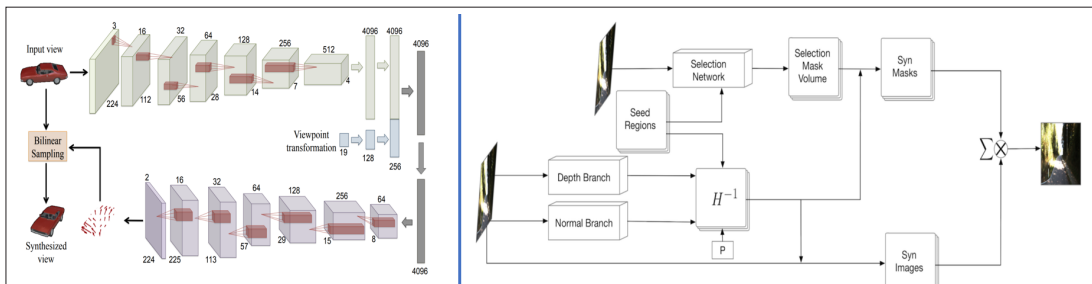 3
16
32
64
128
256
512
4096
4096
4096
Input view
4
7
14
28
56
112
224
Viewpoint
transformation
19
128
256
Bilinear
Sampling
2
16
32
64
128
256
64
4096
8
15
29
57
113
225
224
Synthesized
view
Selection
Network
Selection
Mask
Volume
Syn
Masks
Seed
Regions
Depth Branch
Normal Branch
H⁻¹
P
Σ
Syn
Images